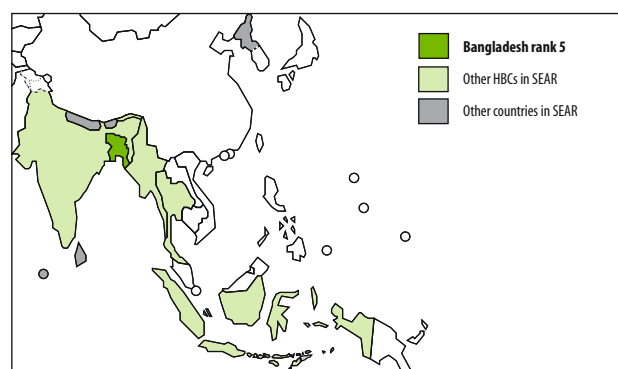 Bangladesh rank 5
Other HBCs in SEAR
Other countries in SEAR